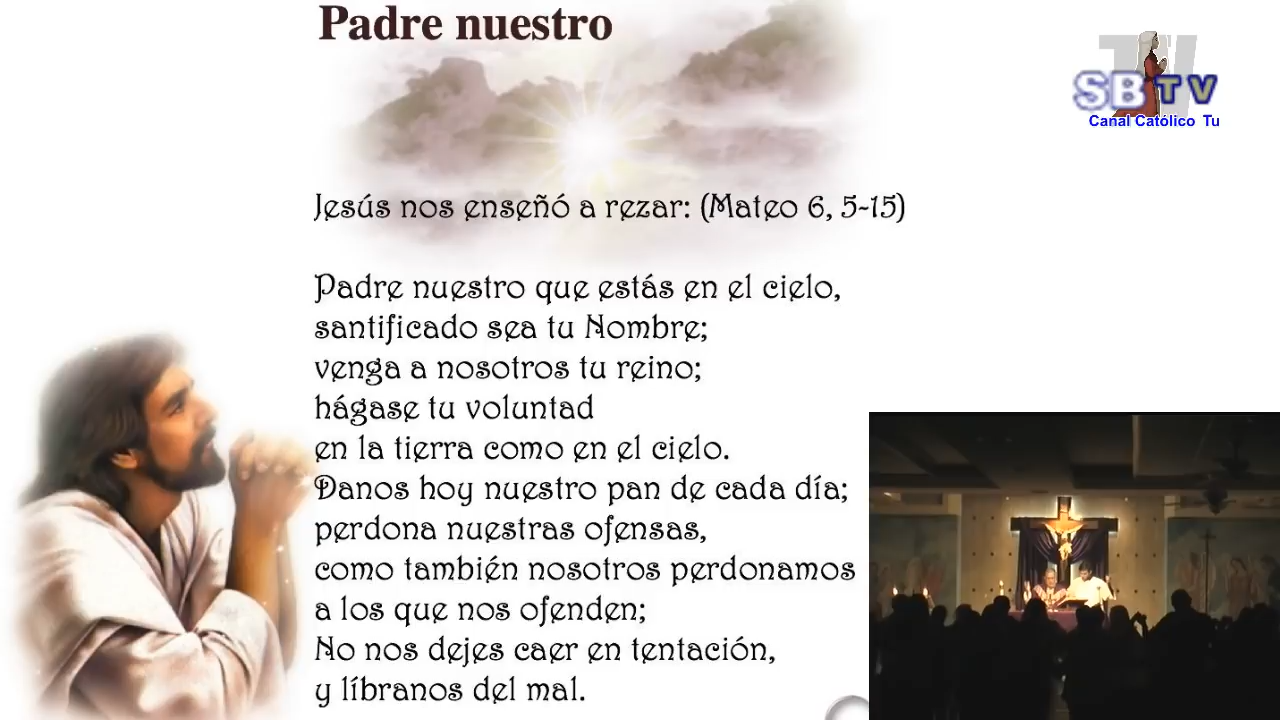 Padre nuestro
SBTV
Canal Católico Tu
Jesús nos enseñó a rezar: (Mateo 6, 5-15)
Padre nuestro que estás en el cielo,
santificado sea tu Nombre;
venga a nosotros tu reino;
hágase tu voluntad
en la tierra como en el cielo.
Danos hoy nuestro pan de cada día;
perdona nuestras ofensas,
como también nosotros perdonamos
a los que nos ofenden;
No nos dejes caer en tentación,
y líbranos del mal.